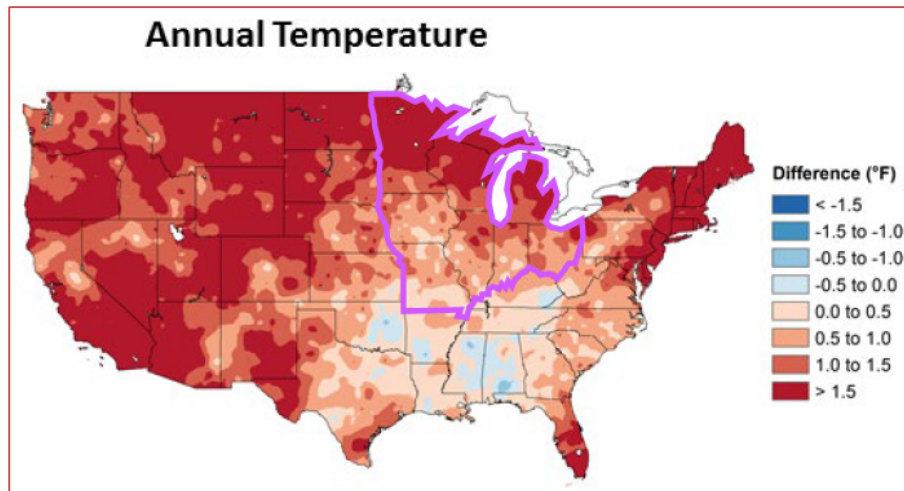 Annual Temperature
Difference (°F)
< -1.5
-1.5 to -1.0
-0.5 to -1.0
-0.5 to 0.0
0.0 to 0.5
0.5 to 1.0
1.0 to 1.5
> 1.5